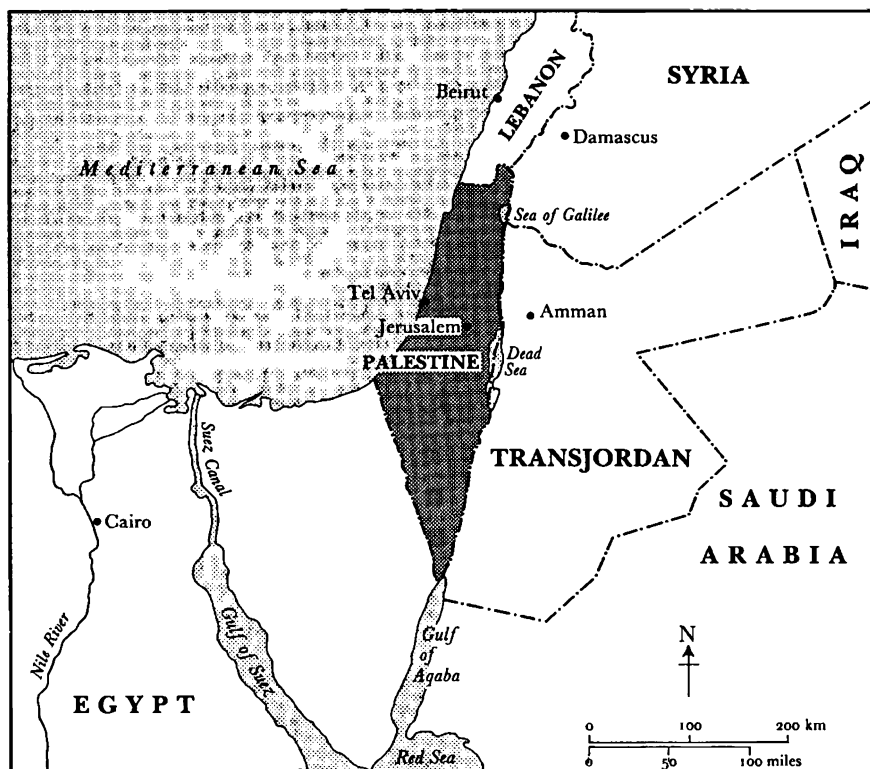 SYRIA
LEBANON
Beirut
Damascus
Mediterranean Sea
IRAQ
Sea of Galilee
Tel Aviv
Amman
Jerusalem
PALESTINE
Dead
Sea
Suez Canal
TRANSJORDAN
SAUDI
ARABIA
Cairo
Nile River
Gulf of Suez
Gulf
of
Aqaba
EGYPT
Red Sea
N
0 100 200 km
0 50 100 miles